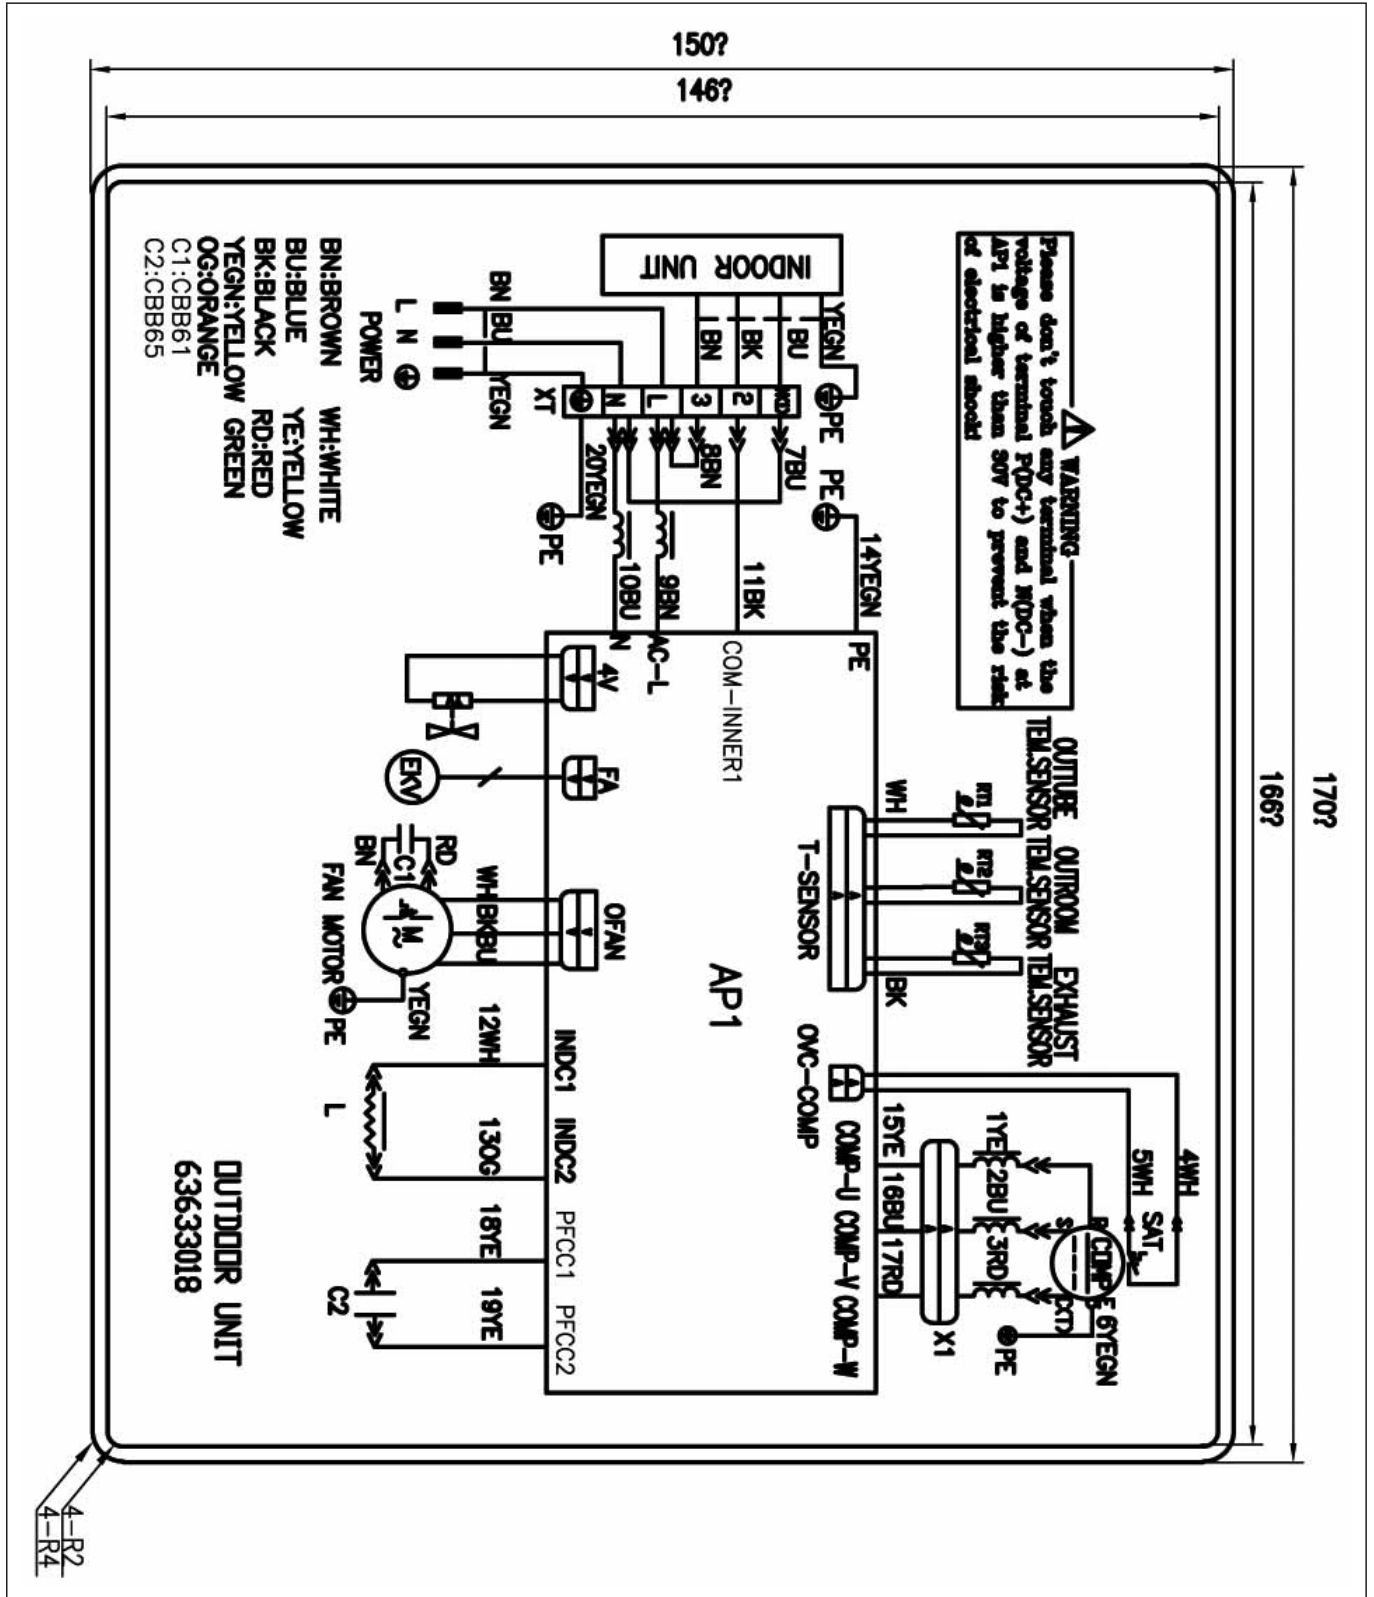 150?
146?
170?
166?
WARNING
Please don't touch any terminal when the
voltage of terminal P(DC+) and N(DC-) at
AP1 is higher than 30V to prevent the risk
of electrical shock!
INDOOR UNIT
YEGN
BU
BK
BN
PE
PE
BN
BU
YEGN
L
N
POWER
XT
N
L
3
2
N(1)
7BU
8BN
20YEGN
PE
14YEGN
11BK
9BN
10BU
BN:BROWN WH:WHITE
BU:BLUE YE:YELLOW
BK:BLACK RD:RED
YEGN:YELLOW GREEN
OG:ORANGE
C1:CBB61
C2:CBB65
PE
COM-INNER1
AC-L
N
4V
FA
EKV
OFAN
WH
BK
BU
RD
BN
C1
M
FAN MOTOR
YEGN
PE
AP1
T-SENSOR
WH
BK
RT1
RT2
RT3
OUTTUBE
TEM.SENSOR
OUTROOM
TEM.SENSOR
EXHAUST
TEM.SENSOR
OVC-COMP
COMP-U
COMP-V
COMP-W
15YE
16BU
17RD
X1
1YE
2BU
3RD
4WH
5WH
SAT
COMP
R
S
C(T)
E
6YEGN
PE
INDC1
INDC2
PFCC1
PFCC2
12WH
13OG
18YE
19YE
L
C2
OUTDOOR UNIT
63633018
4-R2
4-R4